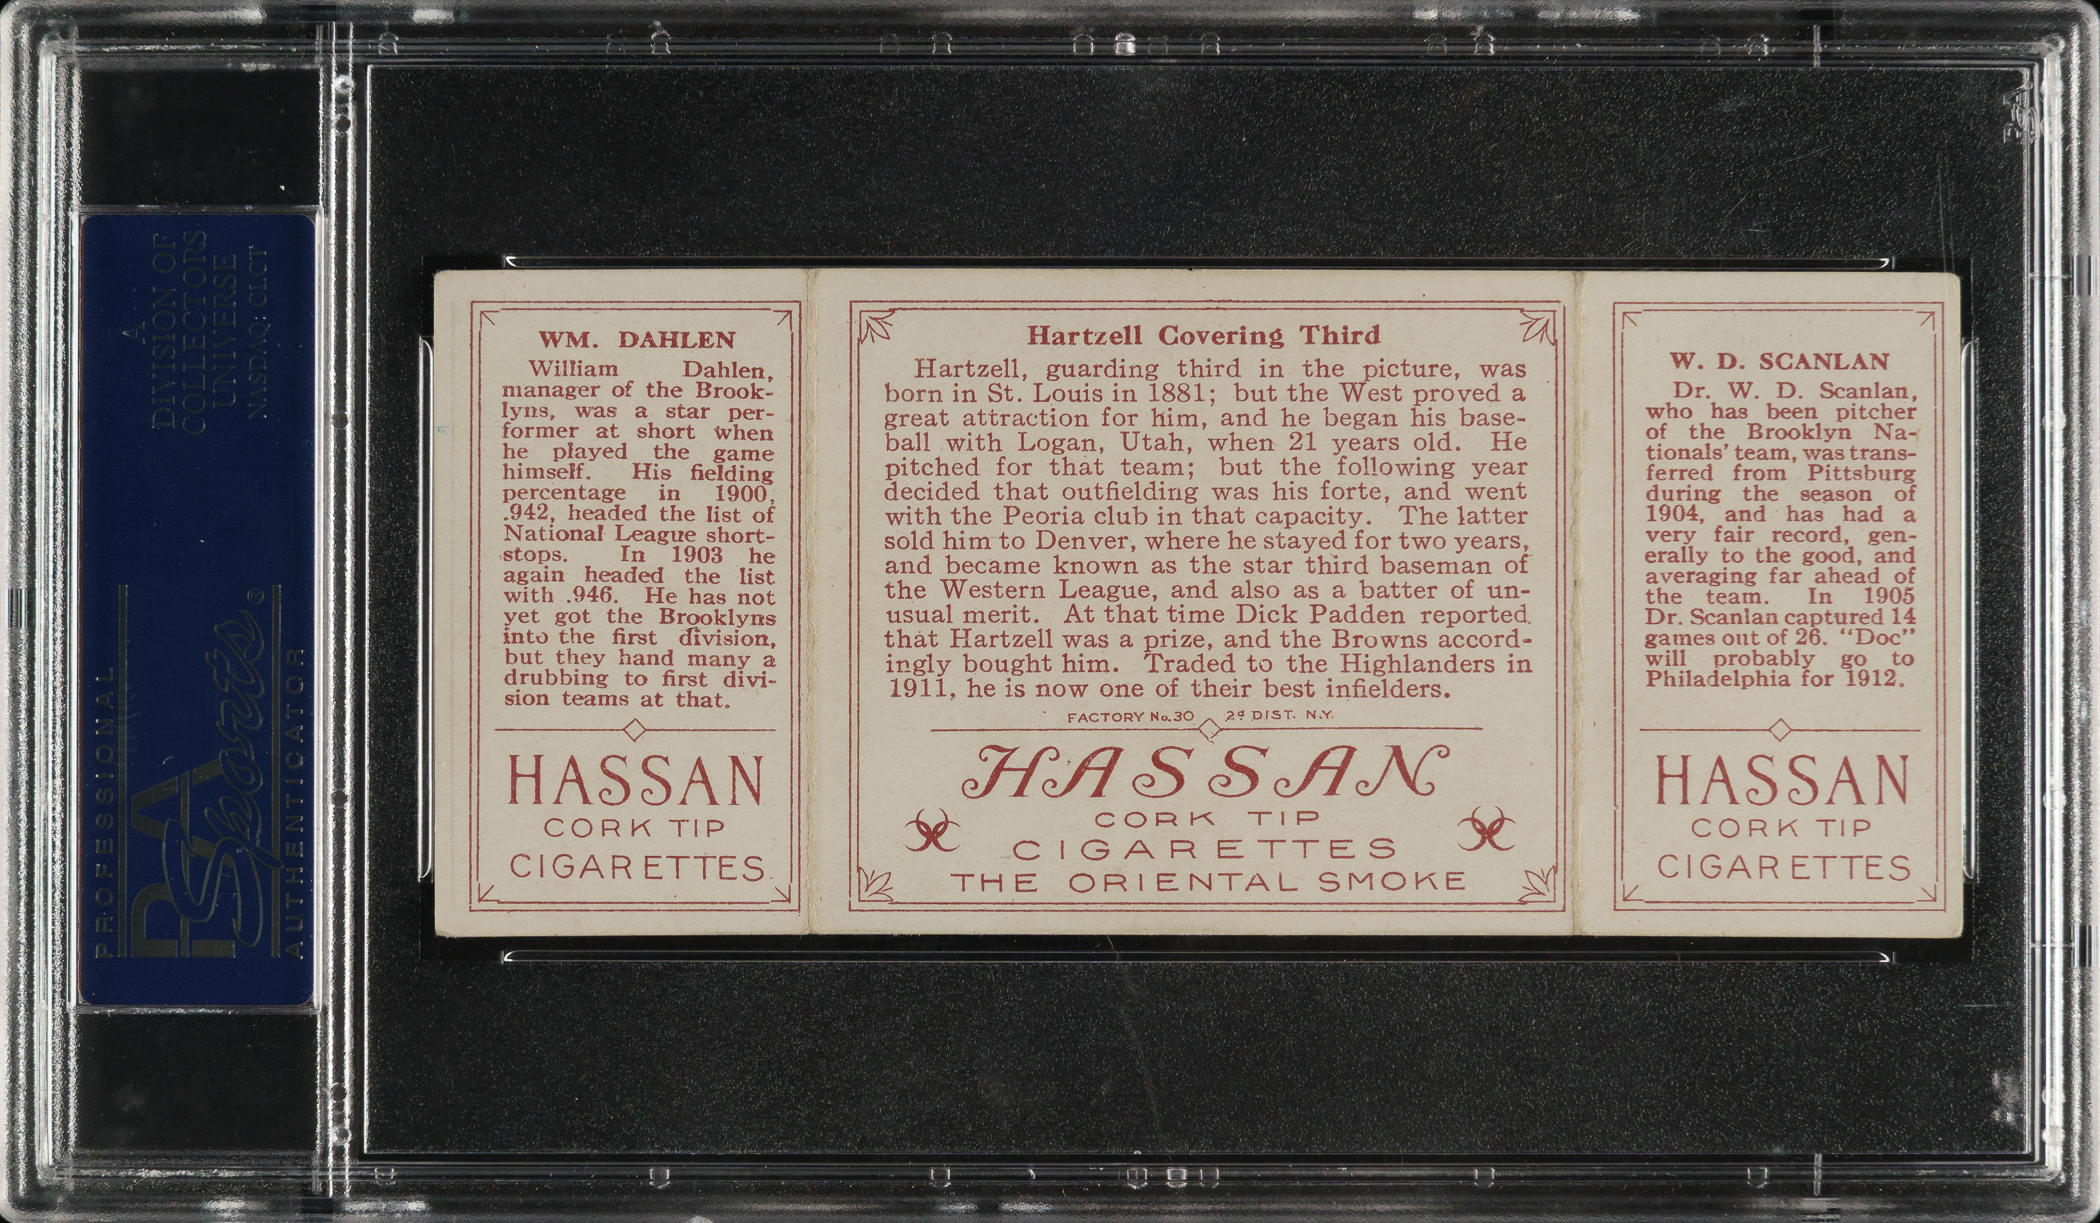 A
DIVISION OF
COLLECTORS
UNIVERSE
NASDAQ: CLCT
PROFESSIONAL
PSA
Sports®
AUTHENTICATOR
WM. DAHLEN
William Dahlen,
manager of the Brook-
lyns, was a star per-
former at short when
he played the game
himself. His fielding
percentage in 1900,
.942, headed the list of
National League short-
stops. In 1903 he
again headed the list
with .946. He has not
yet got the Brooklyns
into the first division,
but they hand many a
drubbing to first divi-
sion teams at that.
HASSAN
CORK TIP
CIGARETTES
Hartzell Covering Third
Hartzell, guarding third in the picture, was
born in St. Louis in 1881; but the West proved a
great attraction for him, and he began his base-
ball with Logan, Utah, when 21 years old. He
pitched for that team; but the following year
decided that outfielding was his forte, and went
with the Peoria club in that capacity. The latter
sold him to Denver, where he stayed for two years,
and became known as the star third baseman of
the Western League, and also as a batter of un-
usual merit. At that time Dick Padden reported
that Hartzell was a prize, and the Browns accord-
ingly bought him. Traded to the Highlanders in
1911, he is now one of their best infielders.
FACTORY No. 30 2d DIST. N.Y.
HASSAN
CORK TIP
CIGARETTES
THE ORIENTAL SMOKE
W. D. SCANLAN
Dr. W. D. Scanlan,
who has been pitcher
of the Brooklyn Na-
tionals' team, was trans-
ferred from Pittsburg
during the season of
1904, and has had a
very fair record, gen-
erally to the good, and
averaging far ahead of
the team. In 1905
Dr. Scanlan captured 14
games out of 26. "Doc"
will probably go to
Philadelphia for 1912.
HASSAN
CORK TIP
CIGARETTES
PSA